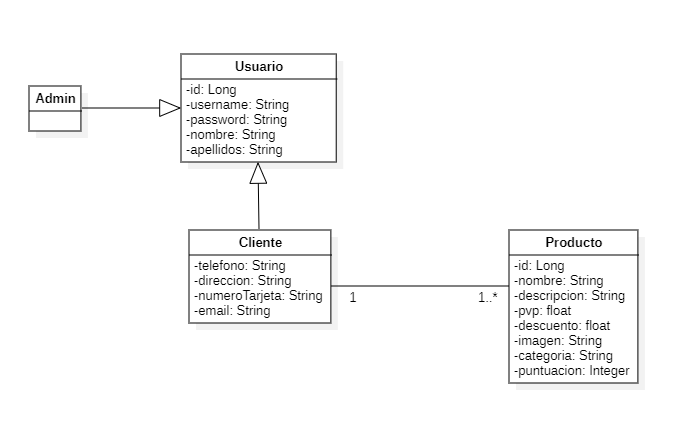 Usuario
-id: Long
-username: String
-password: String
-nombre: String
-apellidos: String
Admin
Cliente
-telefono: String
-direccion: String
-numeroTarjeta: String
-email: String
1
1..*
Producto
-id: Long
-nombre: String
-descripcion: String
-pvp: float
-descuento: float
-imagen: String
-categoria: String
-puntuacion: Integer